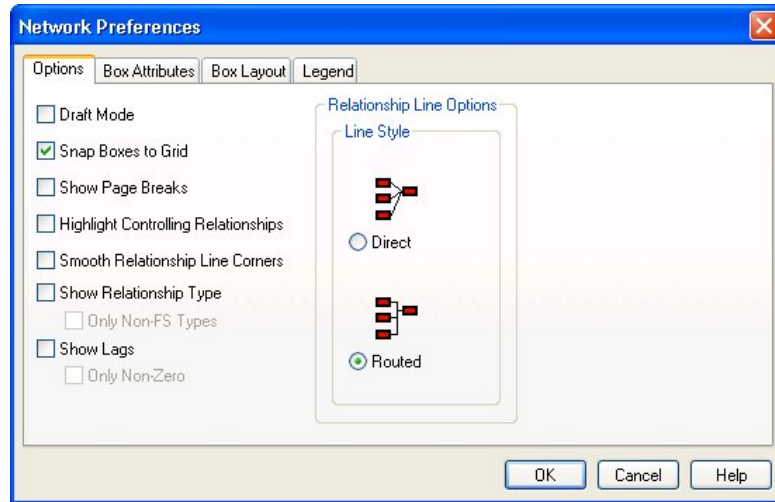 Network Preferences
Options
Box Attributes
Box Layout
Legend
Draft Mode
Snap Boxes to Grid
Show Page Breaks
Highlight Controlling Relationships
Smooth Relationship Line Corners
Show Relationship Type
Only Non-FS Types
Show Lags
Only Non-Zero
Relationship Line Options
Line Style
Direct
Routed
OK
Cancel
Help